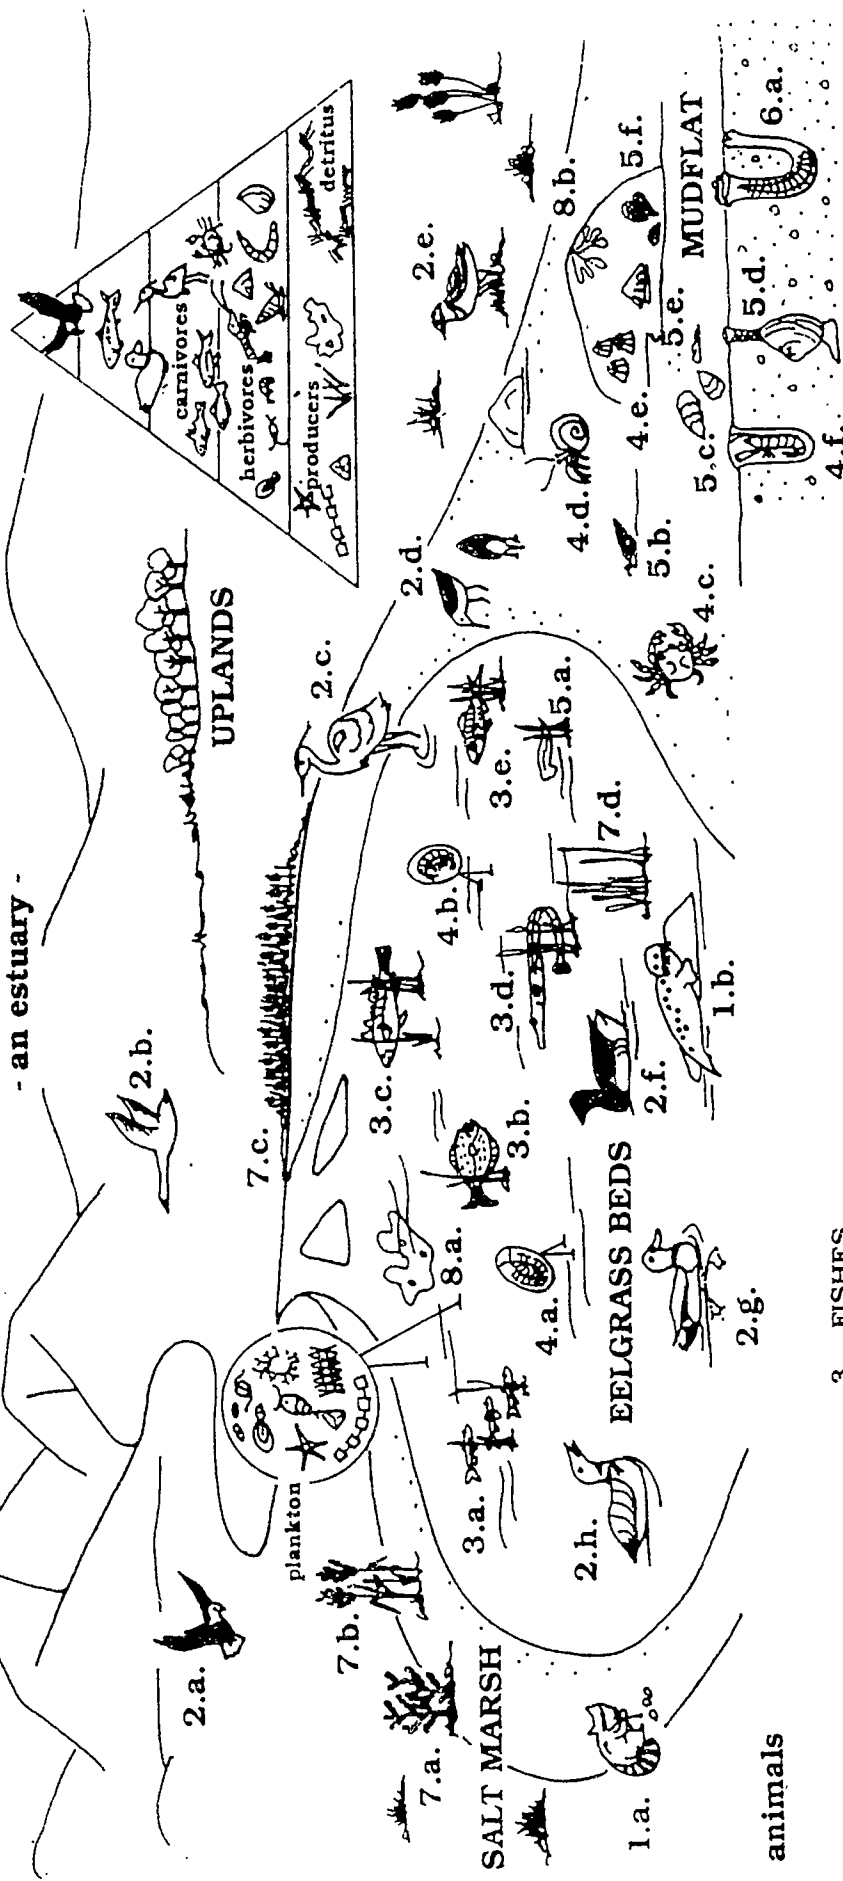 - an estuary -
2.a.
2.b.
UPLANDS
carnivores
herbivores
producers
detritus
plankton
7.a.
7.b.
7.c.
2.c.
2.d.
2.e.
SALT MARSH
3.a.
8.a.
3.b.
3.c.
4.b.
3.e.
4.a.
3.d.
5.a.
4.d.
8.b.
2.h.
EELGRASS BEDS
2.f.
7.d.
5.b.
4.e.
5.e.
5.f.
1.a.
2.g.
1.b.
4.c.
5.c.
5.d.
MUDFLAT
6.a.
4.f.
animals
3. FISHES